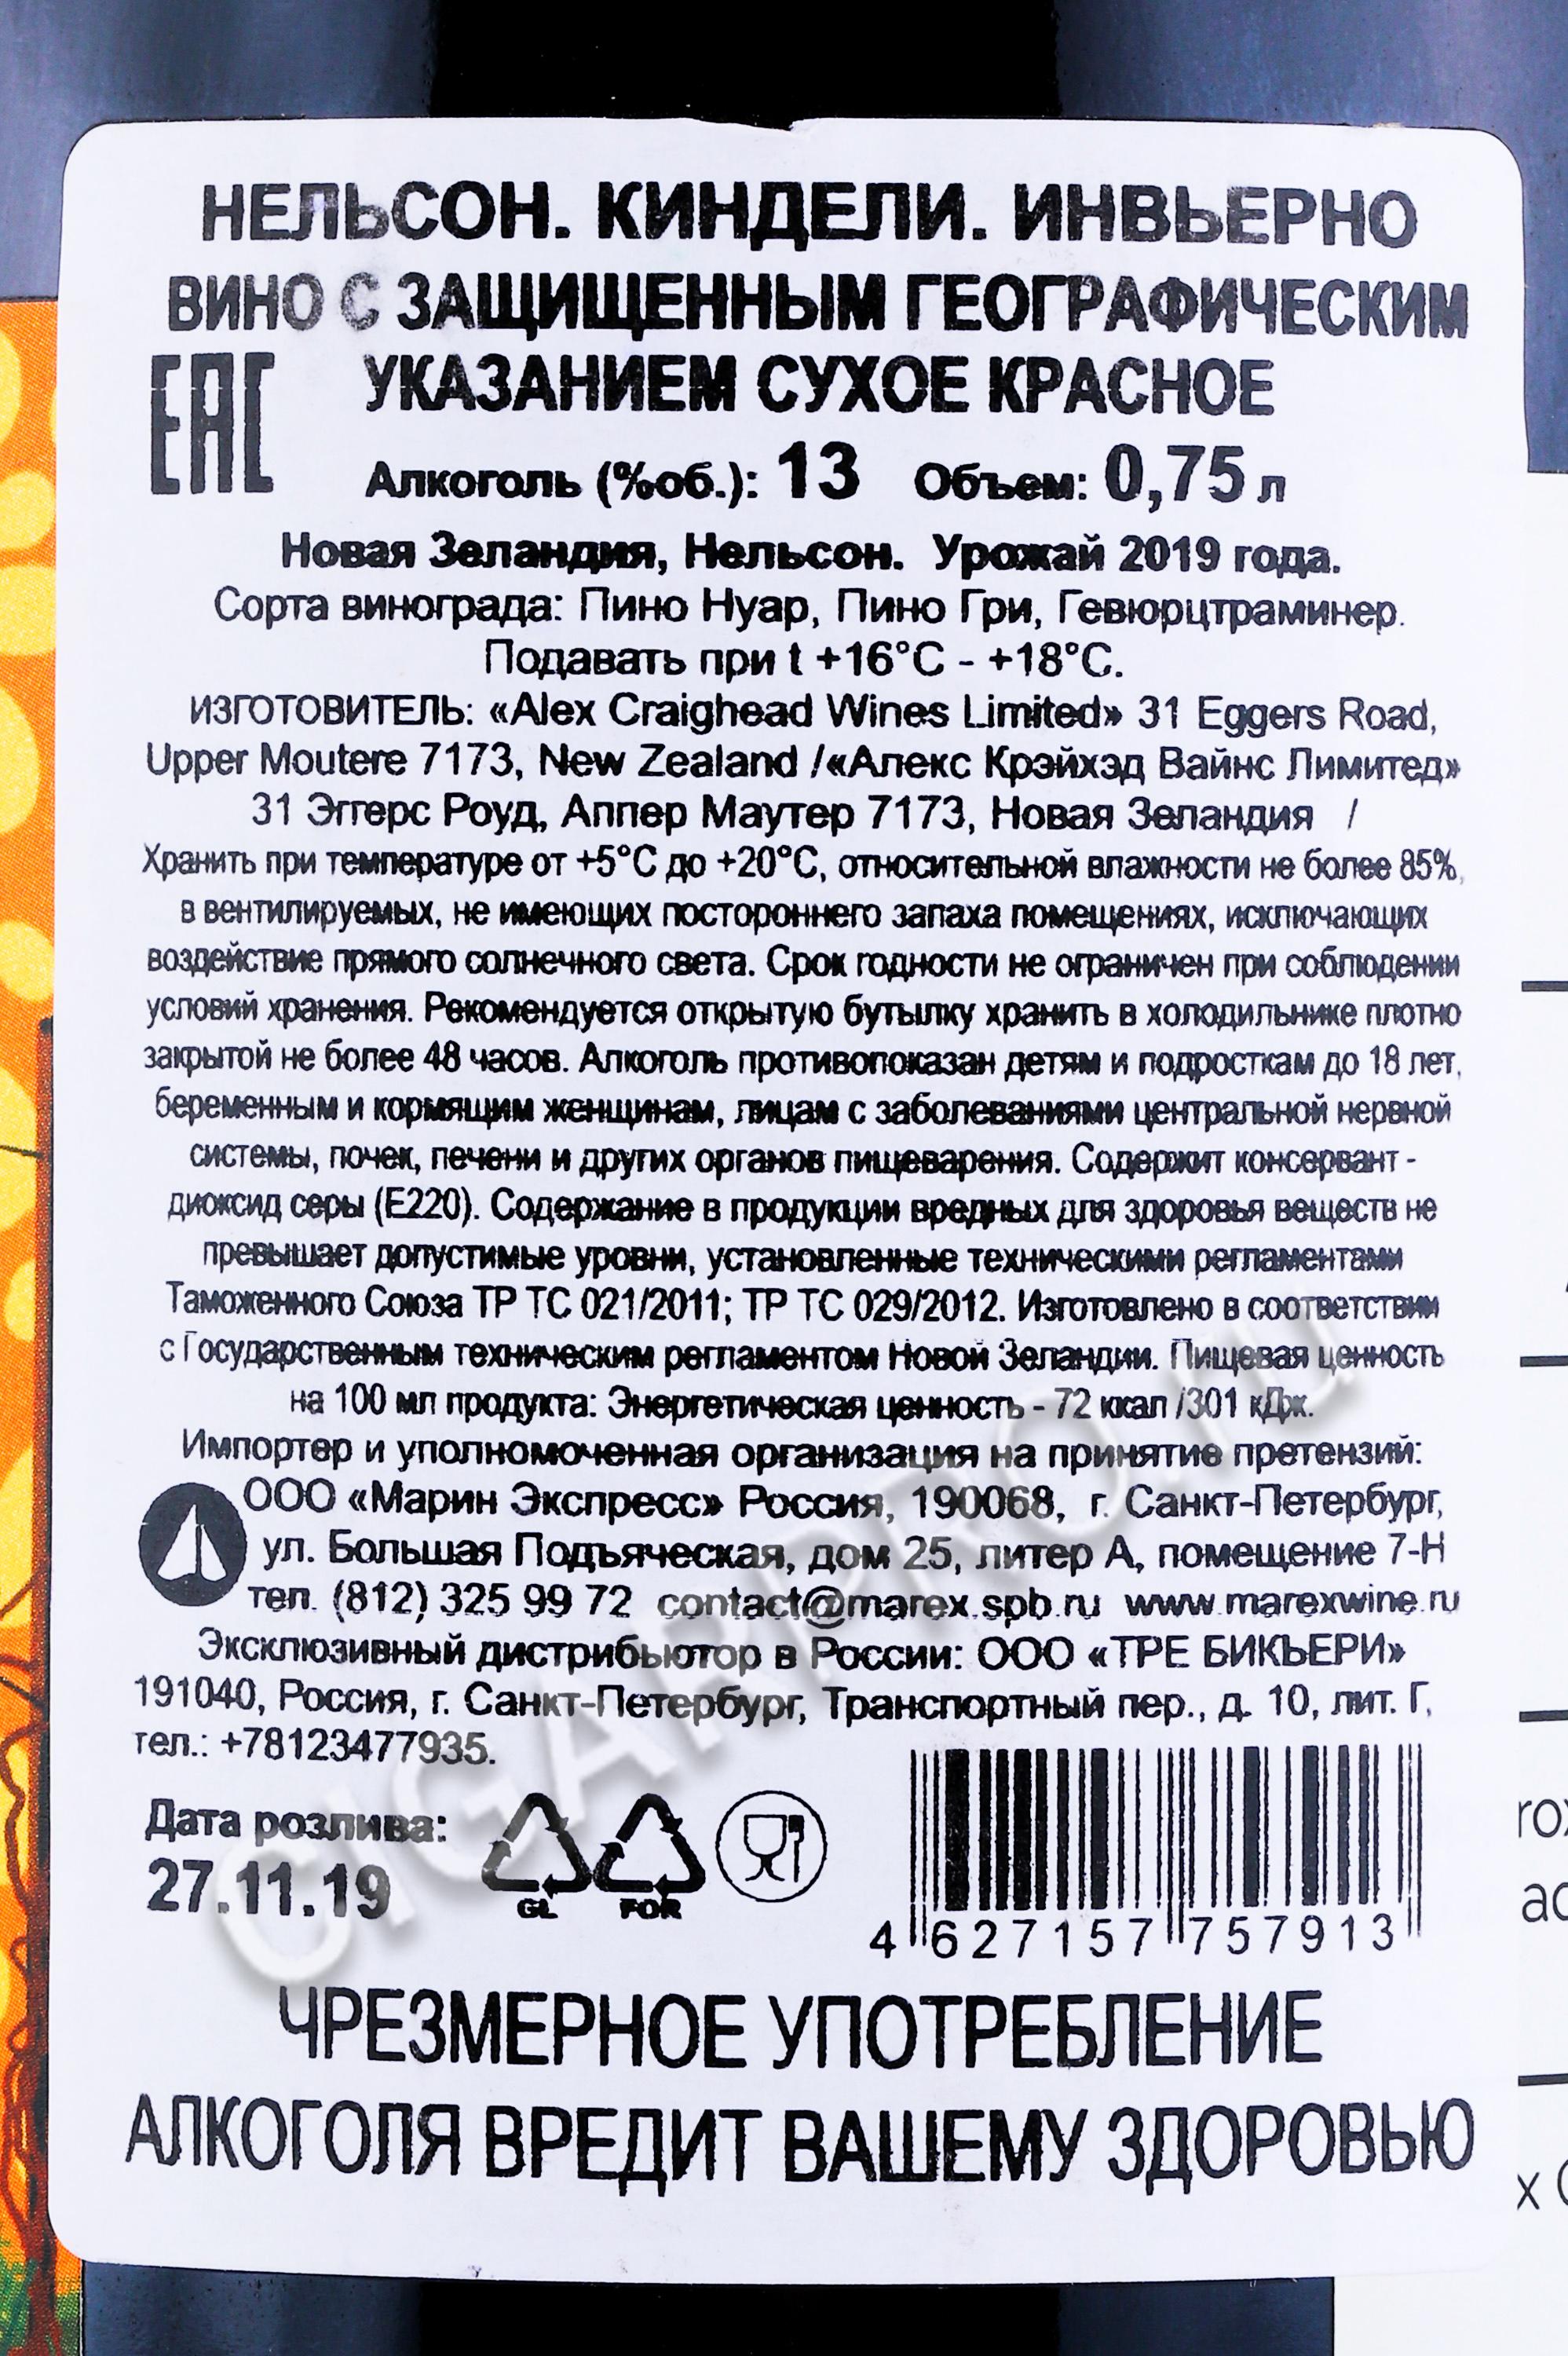 НЕЛЬСОН. КИНДЕЛИ. ИНВЬЕРНО
ВИНО С ЗАЩИЩЕННЫМ ГЕОГРАФИЧЕСКИМ
УКАЗАНИЕМ СУХОЕ КРАСНОЕ
EAC
Алкоголь (%об.): 13 Объем: 0,75 л
Новая Зеландия, Нельсон. Урожай 2019 года.
Сорта винограда: Пино Нуар, Пино Гри, Гевюрцтраминер.
Подавать при t +16°C - +18°C.
ИЗГОТОВИТЕЛЬ: «Alex Craighead Wines Limited» 31 Eggers Road,
Upper Moutere 7173, New Zealand /«Алекс Крэйхэд Вайнс Лимитед»
31 Эггерс Роуд, Аппер Маутер 7173, Новая Зеландия /
Хранить при температуре от +5°C до +20°C, относительной влажности не более 85%,
в вентилируемых, не имеющих постороннего запаха помещениях, исключающих
воздействие прямого солнечного света. Срок годности не ограничен при соблюдении
условий хранения. Рекомендуется открытую бутылку хранить в холодильнике плотно
закрытой не более 48 часов. Алкоголь противопоказан детям и подросткам до 18 лет,
беременным и кормящим женщинам, лицам с заболеваниями центральной нервной
системы, почек, печени и других органов пищеварения. Содержит консервант -
диоксид серы (E220). Содержание в продукции вредных для здоровья веществ не
превышает допустимые уровни, установленные техническими регламентами
Таможенного Союза ТР ТС 021/2011; ТР ТС 029/2012. Изготовлено в соответствии
с Государственным техническим регламентом Новой Зеландии. Пищевая ценность
на 100 мл продукта: Энергетическая ценность - 72 ккал /301 кДж.
Импортер и уполномоченная организация на принятие претензий:
ООО «Марин Экспресс» Россия, 190068, г. Санкт-Петербург,
ул. Большая Подъяческая, дом 25, литер А, помещение 7-Н
тел. (812) 325 99 72 contact@marex.spb.ru www.marexwine.ru
Эксклюзивный дистрибьютор в России: ООО «ТРЕ БИКЬЕРИ»
191040, Россия, г. Санкт-Петербург, Транспортный пер., д. 10, лит. Г,
тел.: +78123477935.
Дата розлива:
27.11.19
GL FOR
4 627157 757913
ЧРЕЗМЕРНОЕ УПОТРЕБЛЕНИЕ
АЛКОГОЛЯ ВРЕДИТ ВАШЕМУ ЗДОРОВЬЮ
CIGARPRO.ru